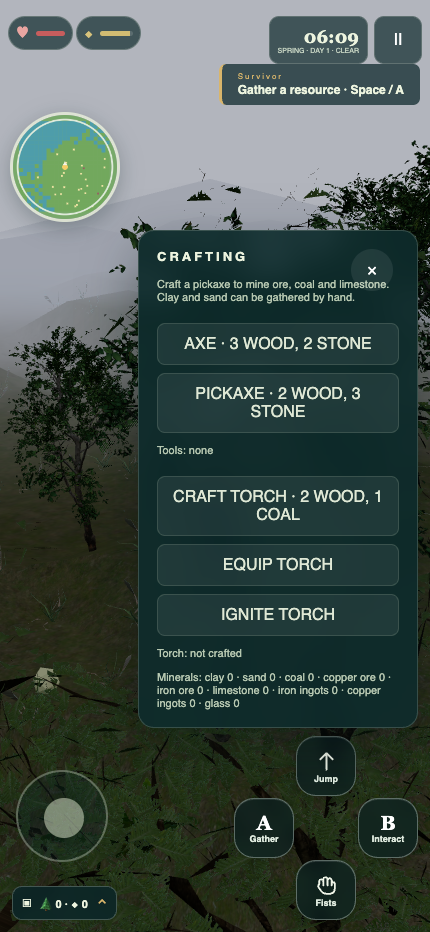 06:09
SPRING · DAY 1 · CLEAR
Survivor
Gather a resource · Space / A
CRAFTING
×
Craft a pickaxe to mine ore, coal and limestone.
Clay and sand can be gathered by hand.
AXE · 3 WOOD, 2 STONE
PICKAXE · 2 WOOD, 3
STONE
Tools: none
CRAFT TORCH · 2 WOOD, 1
COAL
EQUIP TORCH
IGNITE TORCH
Torch: not crafted
Minerals: clay 0 · sand 0 · coal 0 · copper ore 0 ·
iron ore 0 · limestone 0 · iron ingots 0 · copper
ingots 0 · glass 0
Jump
A
Gather
B
Interact
Fists
0 · ◆ 0